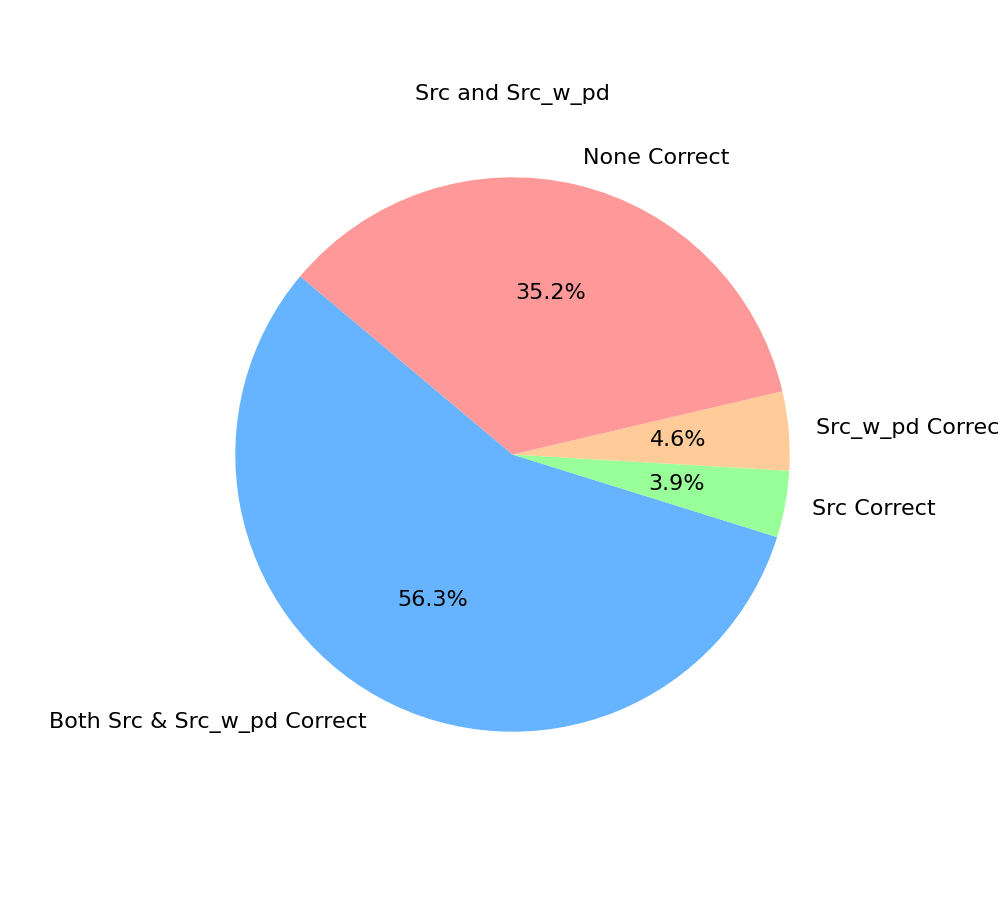 Src and Src_w_pd
None Correct
35.2%
Src_w_pd Correc
4.6%
3.9%
Src Correct
56.3%
Both Src & Src_w_pd Correct